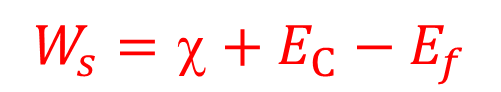 W_s = χ + E_C − E_f